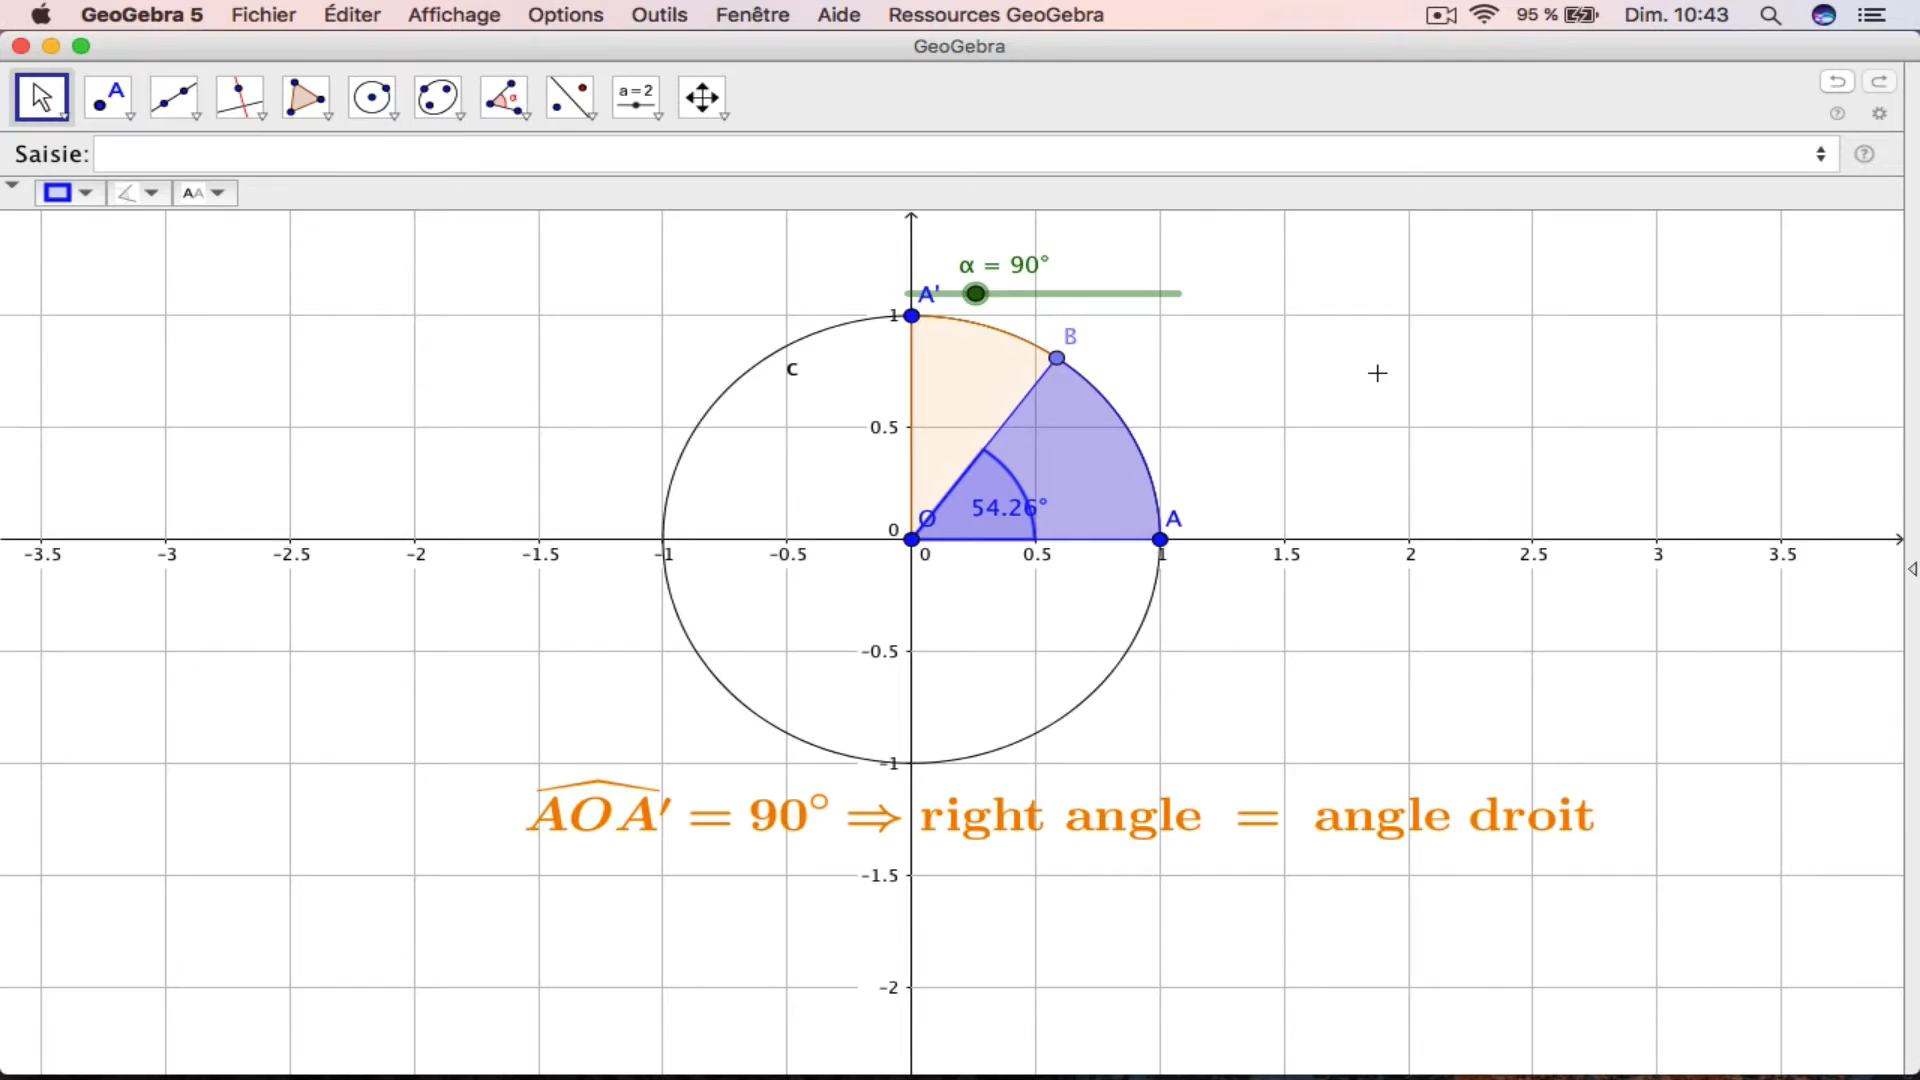 GeoGebra 5 Fichier Éditer Affichage Options Outils Fenêtre Aide Ressources GeoGebra 95 % Dim. 10:43
GeoGebra
A α a=2
Saisie:
AA
α = 90°
A'
1
B
c
0.5
54.26°
O
A
0
-3.5 -3 -2.5 -2 -1.5 -1 -0.5 0 0.5 1 1.5 2 2.5 3 3.5
-0.5
-1
AOA' = 90° ⇒ right angle = angle droit
-1.5
-2